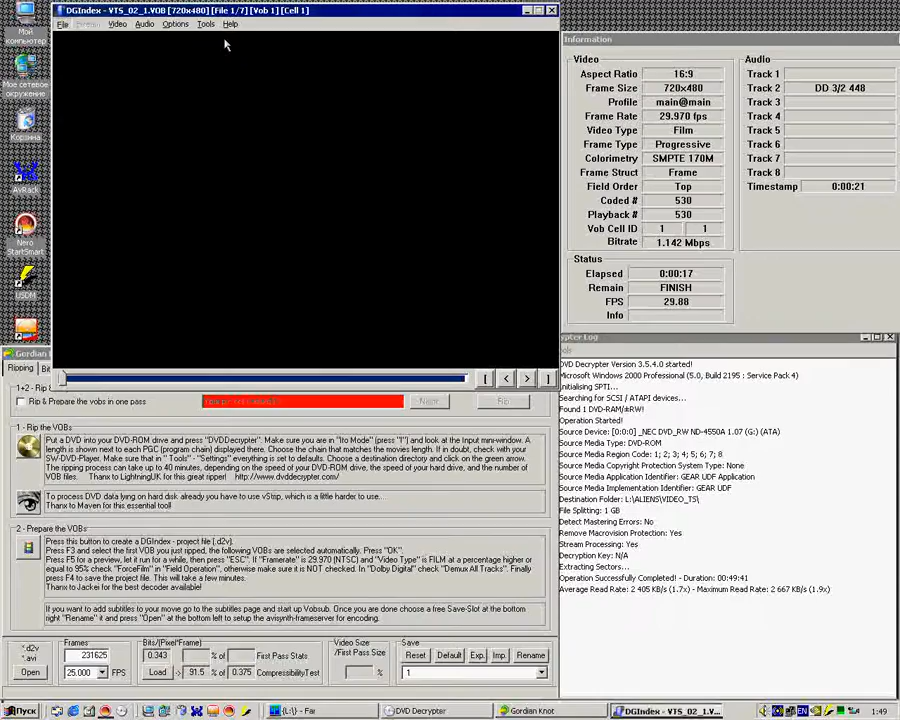 DGIndex - VTS_02_1.VOB [720x480] [File 1/7] [Vob 1] [Cell 1]
File Stream Video Audio Options Tools Help
Мой компьютер
Мое сетевое окружение
Корзина
AvRack
Nero StartSmart
USDM
Information
Video
Aspect Ratio 16:9
Frame Size 720x480
Profile main@main
Frame Rate 29.970 fps
Video Type Film
Frame Type Progressive
Colorimetry SMPTE 170M
Frame Struct Frame
Field Order Top
Coded # 530
Playback # 530
Vob Cell ID 1 1
Bitrate 1.142 Mbps
Audio
Track 1
Track 2 DD 3/2 448
Track 3
Track 4
Track 5
Track 6
Track 7
Track 8
Timestamp 0:00:21
Status
Elapsed 0:00:17
Remain FINISH
FPS 29.88
Info
[ < > ]
Gordian
Ripping Bit
1+2 - Rip &
Rip & Prepare the vobs in one pass
Rip
1 - Rip the VOBs
Put a DVD into your DVD-ROM drive and press "DVDDecrypter". Make sure you are in "Ifo Mode" (press "I") and look at the Input mini-window. A
length is shown next to each PGC (program chain) displayed there. Choose the chain that matches the movies length. If in doubt, check with your
SW-DVD-Player. Make sure that in " Tools" - "Settings" everything is set to defaults. Choose a destination directory and click on the green arrow.
The ripping process can take up to 40 minutes, depending on the speed of your DVD-ROM drive, the speed of your hard drive, and the number of
VOB files. Thanx to LightningUK for this great ripper! http://www.dvddecrypter.com/
To process DVD data lying on hard disk already you have to use vStrip, which is a little harder to use...
Thanx to Maven for this essential tool!
2 - Prepare the VOBs
Press this button to create a DGIndex - project file (.d2v).
Press F3 and select the first VOB you just ripped, the following VOBs are selected automatically. Press "OK".
Press F5 for a preview, let it run for a while, then press "ESC". If "Framerate" is 29.970 (NTSC) and "Video Type" is FILM at a percentage higher or
equal to 95% check "ForceFilm" in "Field Operation", otherwise make sure it is NOT checked. In "Dolby Digital" check "Demux All Tracks". Finally
press F4 to save the project file. This will take a few minutes.
Thanx to Jackei for the best decoder available!
If you want to add subtitles to your movie go to the subtitles page and start up Vobsub. Once you are done choose a free Save-Slot at the bottom
right "Rename" it and press "Open" at the bottom left to setup the avisynth-frameserver for encoding.
*.d2v
*.avi
Open
Frames
231625
25.000 FPS
Bits/(Pixel*Frame)
0.343 % of First Pass Stats
Load -> 91.5 % of 0.375 CompressibilityTest
Video Size
/First Pass Size
%
Save
Reset Default Exp. Imp. Rename
1
ypter Log
ols
DVD Decrypter Version 3.5.4.0 started!
Microsoft Windows 2000 Professional (5.0, Build 2195 : Service Pack 4)
Initialising SPTI...
Searching for SCSI / ATAPI devices...
Found 1 DVD-RAM/±RW!
Operation Started!
Source Device: [0:0:0] _NEC DVD_RW ND-4550A 1.07 (G:) (ATA)
Source Media Type: DVD-ROM
Source Media Region Code: 1; 2; 3; 4; 5; 6; 7; 8
Source Media Copyright Protection System Type: None
Source Media Application Identifier: GEAR UDF Application
Source Media Implementation Identifier: GEAR UDF
Destination Folder: L:\ALIENS\VIDEO_TS\
File Splitting: 1 GB
Detect Mastering Errors: No
Remove Macrovision Protection: Yes
Stream Processing: Yes
Decryption Key: N/A
Extracting Sectors...
Operation Successfully Completed! - Duration: 00:49:41
Average Read Rate: 2 405 KB/s (1.7x) - Maximum Read Rate: 2 667 KB/s (1.9x)
Пуск
{L:\} - Far
DVD Decrypter
Gordian Knot
DGIndex - VTS_02_1.V...
EN
1:49